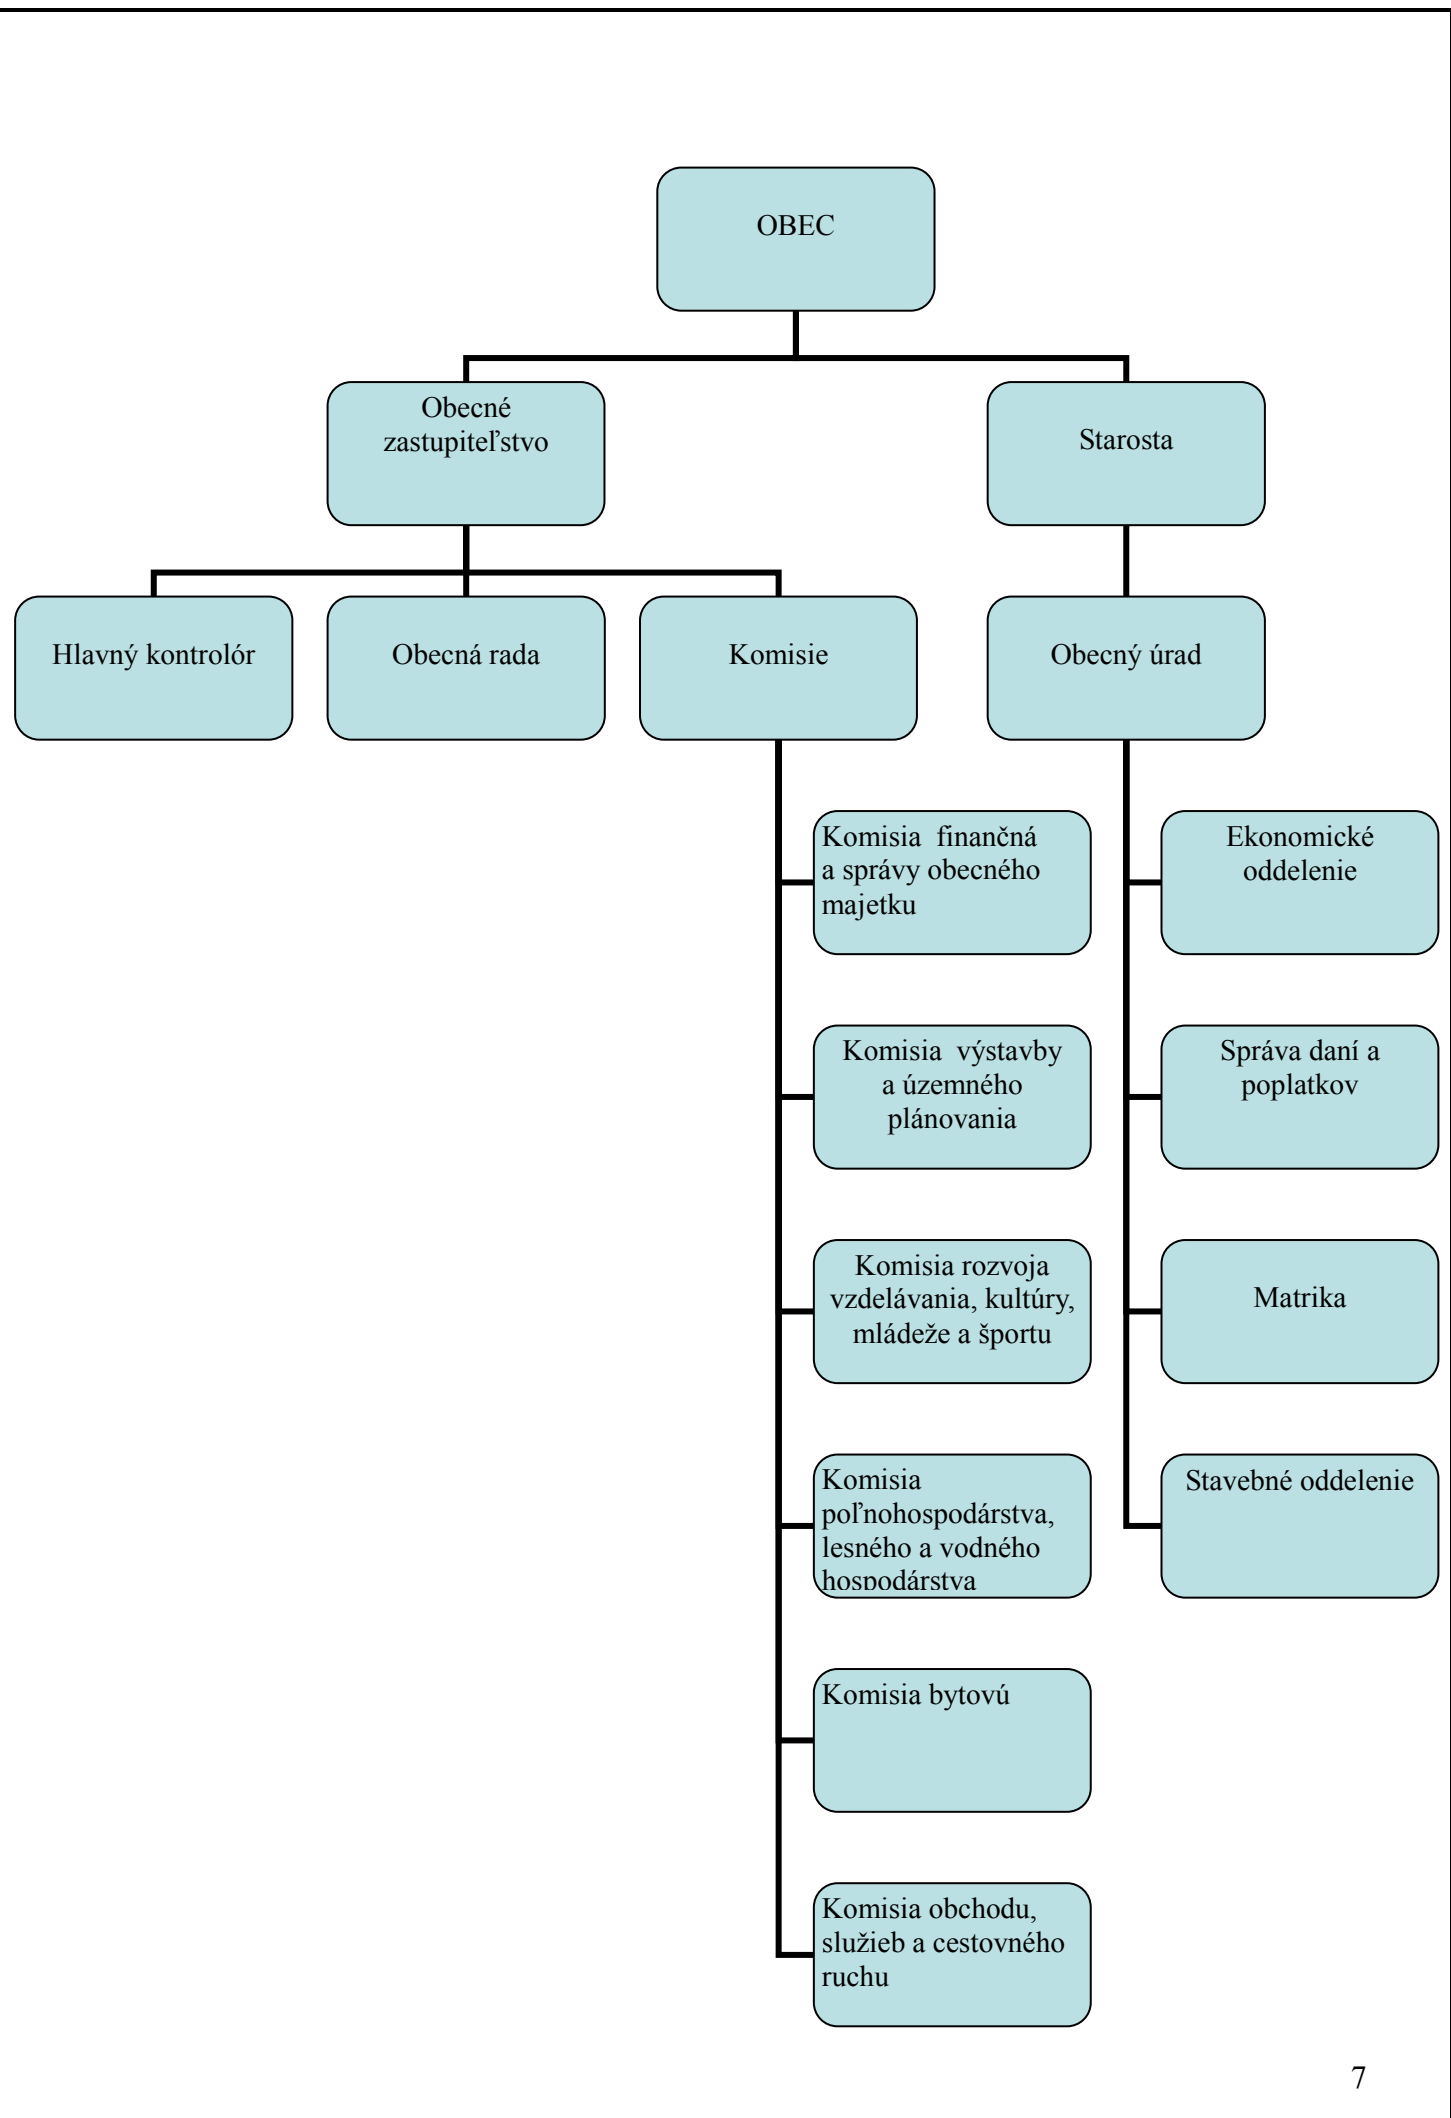 OBEC
Obecné
zastupiteľstvo
Starosta
Hlavný kontrolór
Obecná rada
Komisie
Obecný úrad
Komisia  finančná
a správy obecného
majetku
Ekonomické
oddelenie
Komisia  výstavby
a územného
plánovania
Správa daní a
poplatkov
Komisia rozvoja
vzdelávania, kultúry,
mládeže a športu
Matrika
Komisia
poľnohospodárstva,
lesného a vodného
hospodárstva
Stavebné oddelenie
Komisia bytovú
Komisia obchodu,
služieb a cestovného
ruchu
7